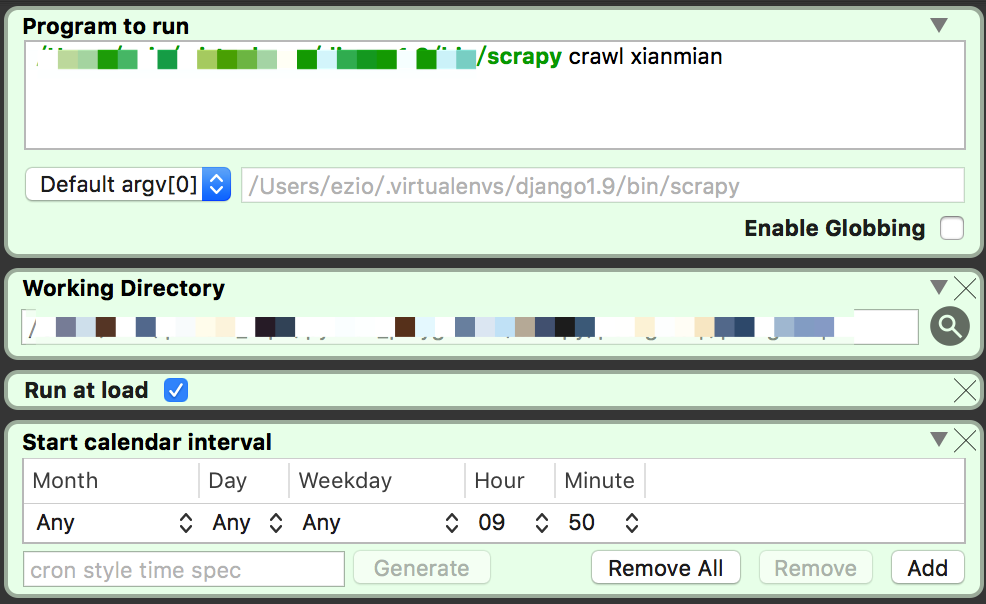 Program to run
/scrapy crawl xianmian
Default argv[0] /Users/ezio/.virtualenvs/django1.9/bin/scrapy
Enable Globbing
Working Directory
/
Run at load
Start calendar interval
Month Day Weekday Hour Minute
Any Any Any 09 50
cron style time spec Generate Remove All Remove Add